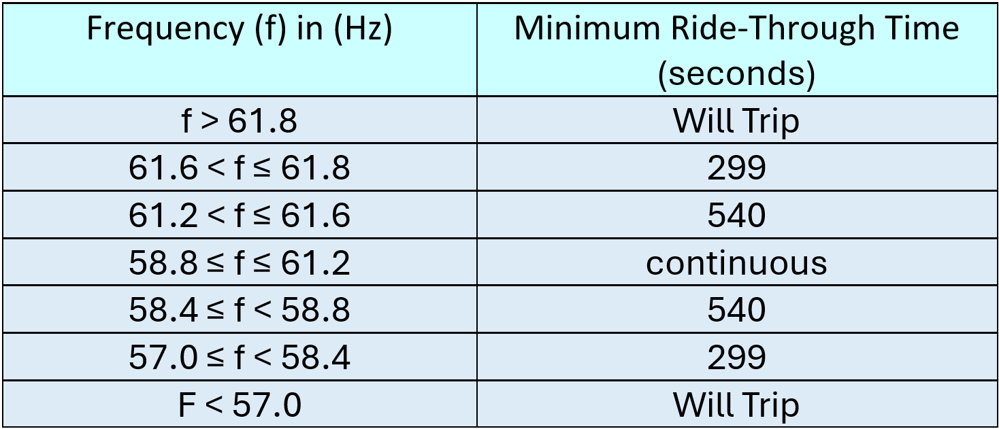 Frequency (f) in (Hz)
Minimum Ride-Through Time
(seconds)
f > 61.8
Will Trip
61.6 < f ≤ 61.8
299
61.2 < f ≤ 61.6
540
58.8 ≤ f ≤ 61.2
continuous
58.4 ≤ f < 58.8
540
57.0 ≤ f < 58.4
299
F < 57.0
Will Trip